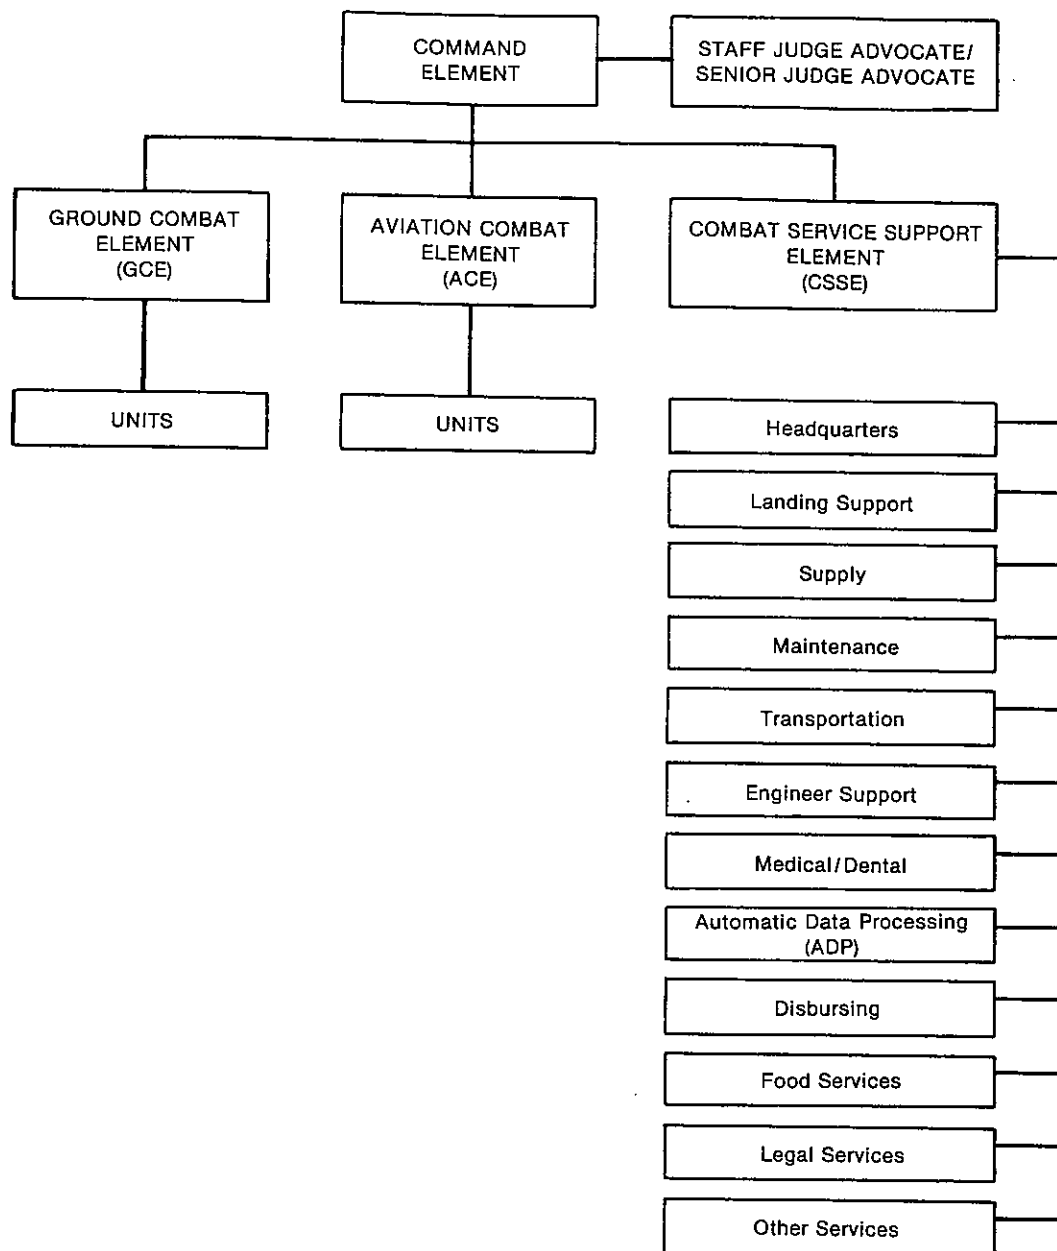 COMMAND
ELEMENT
STAFF JUDGE ADVOCATE/
SENIOR JUDGE ADVOCATE
GROUND COMBAT
ELEMENT
(GCE)
AVIATION COMBAT
ELEMENT
(ACE)
COMBAT SERVICE SUPPORT
ELEMENT
(CSSE)
UNITS
UNITS
Headquarters
Landing Support
Supply
Maintenance
Transportation
Engineer Support
Medical/Dental
Automatic Data Processing
(ADP)
Disbursing
Food Services
Legal Services
Other Services